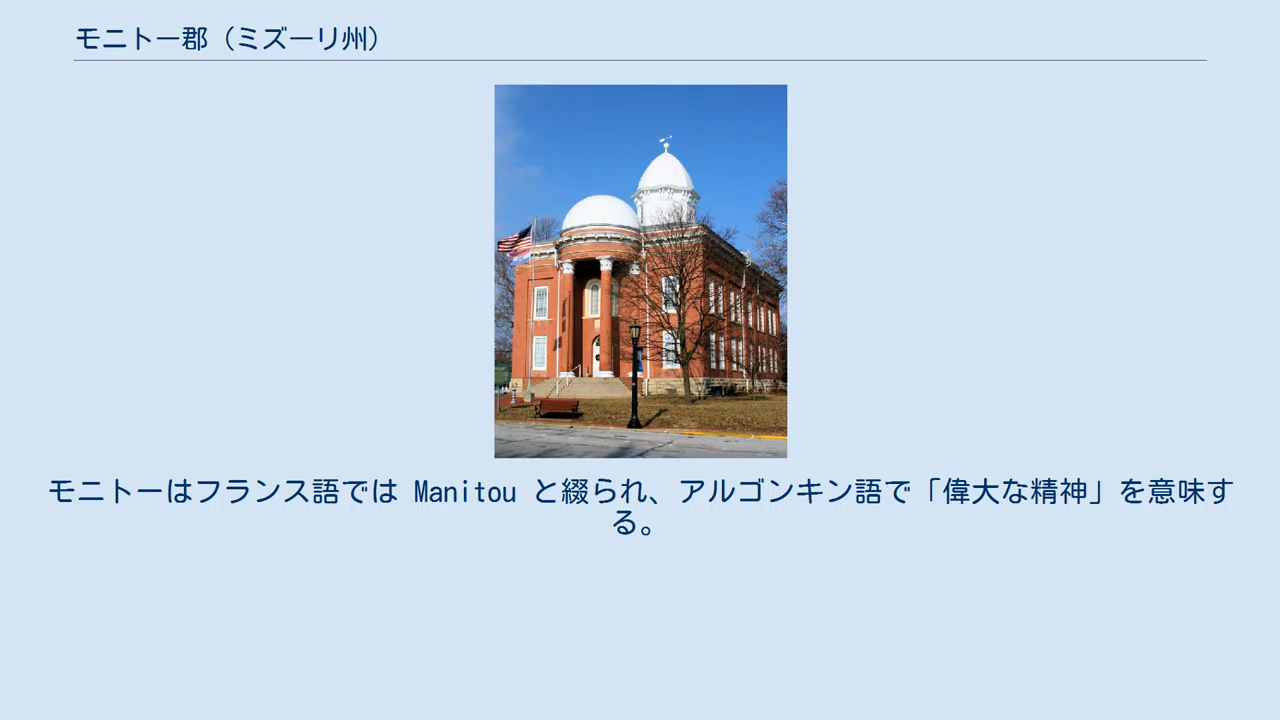 モニトー郡（ミズーリ州）
モニトーはフランス語では Manitou と綴られ、アルゴンキン語で「偉大な精神」を意味す
る。